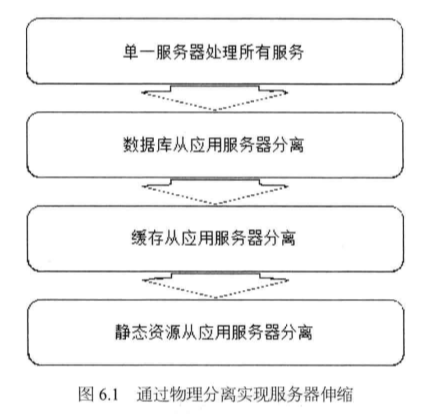 单一服务器处理所有服务
数据库从应用服务器分离
缓存从应用服务器分离
静态资源从应用服务器分离
图 6.1 通过物理分离实现服务器伸缩